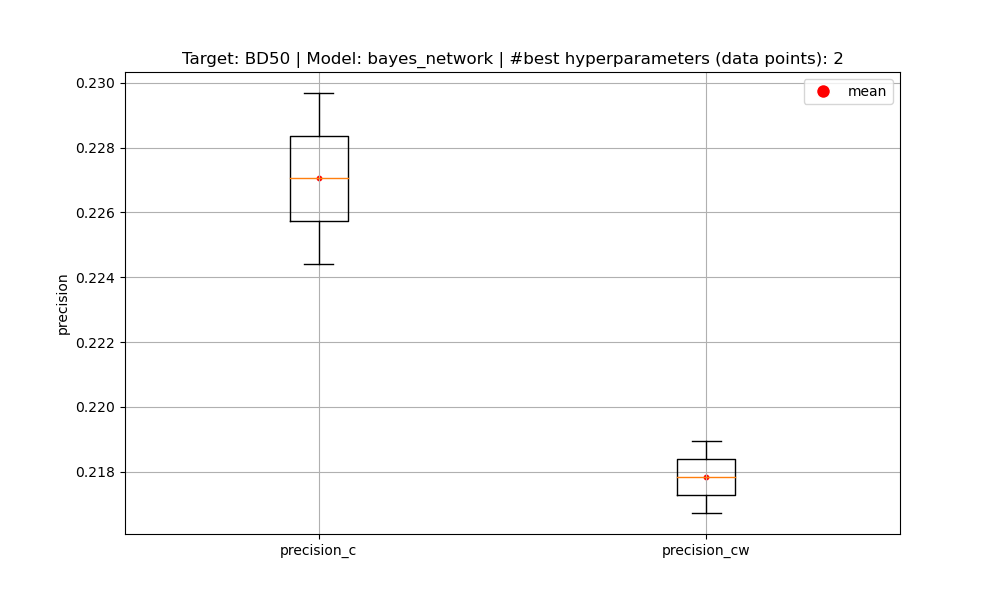 Target: BD50 | Model: bayes_network | #best hyperparameters (data points): 2
mean
0.230
0.228
0.226
0.224
0.222
0.220
0.218
precision
precision_c
precision_cw